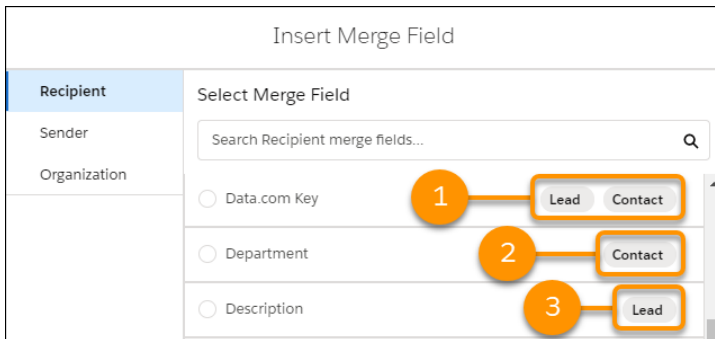 Insert Merge Field
Recipient
Sender
Organization
Select Merge Field
Search Recipient merge fields...
Data.com Key 1 Lead Contact
Department 2 Contact
Description 3 Lead